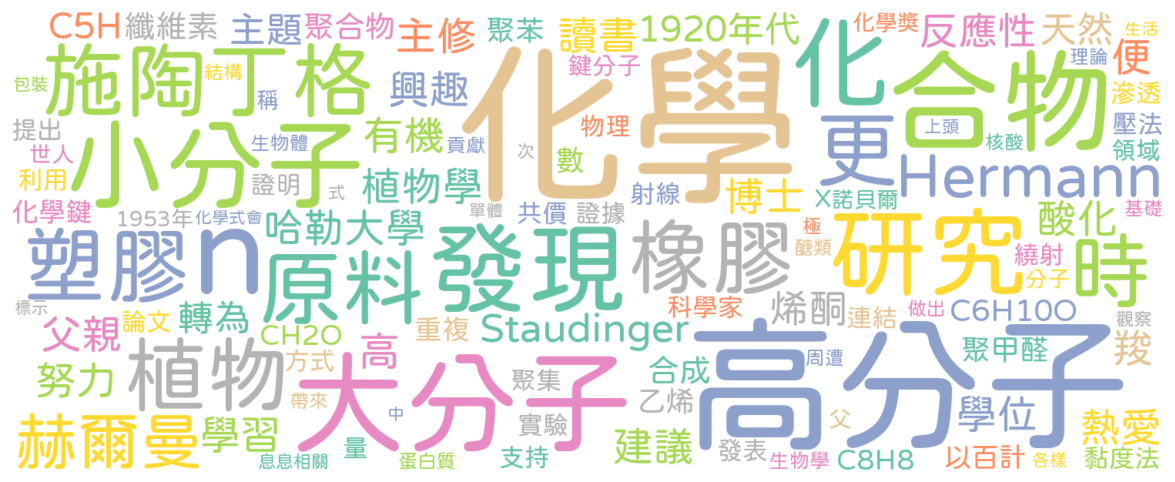 C5H 纖維素 主題 聚合物 主修 聚苯 讀書 1920年代 化學獎 反應性 天然 生活
包裝 施陶丁格 結構 稱 興趣 化學 鍵分子 化 合物 理論 便 滲透
提出 小分子 生物體 有機 貢獻 次 物理 數 更 上頭 核酸 壓法 領域
世人 利用 證明 式 植物學 射線 博士 X諾貝爾 Hermann
化學鍵 1953年 化學式會 哈勒大學 單體 共價 證據 極 酸化 基礎
塑膠 n 原料 發現 橡膠 醣類 研究 繞射 分子 時
標示 父親 論文 轉為 CH2O 重複 Staudinger 科學家 烯酮 連結 做出 C6H10O 觀察
努力 植物 方式 高 大分子 聚集 合成 周遭 高分子 聚甲醛 羧
帶來 中 乙烯 父 學位 熱愛
赫爾曼 學習 量 實驗 建議 發表
息息相關 蛋白質 支持 生物學 C8H8 以百計 各樣 黏度法